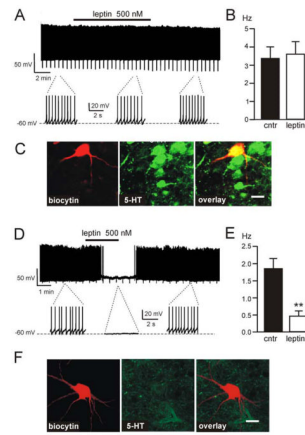 A
leptin 500 nM
50 mV
2 min
20 mV
2 s
-60 mV
B
Hz
5
4
3
2
1
0
cntr leptin
C
biocytin 5-HT overlay
D
leptin 500 nM
50 mV
1 min
20 mV
2 s
-60 mV
E
Hz
2.5
2.0
1.5
1.0
0.5
0.0
**
cntr leptin
F
biocytin 5-HT overlay